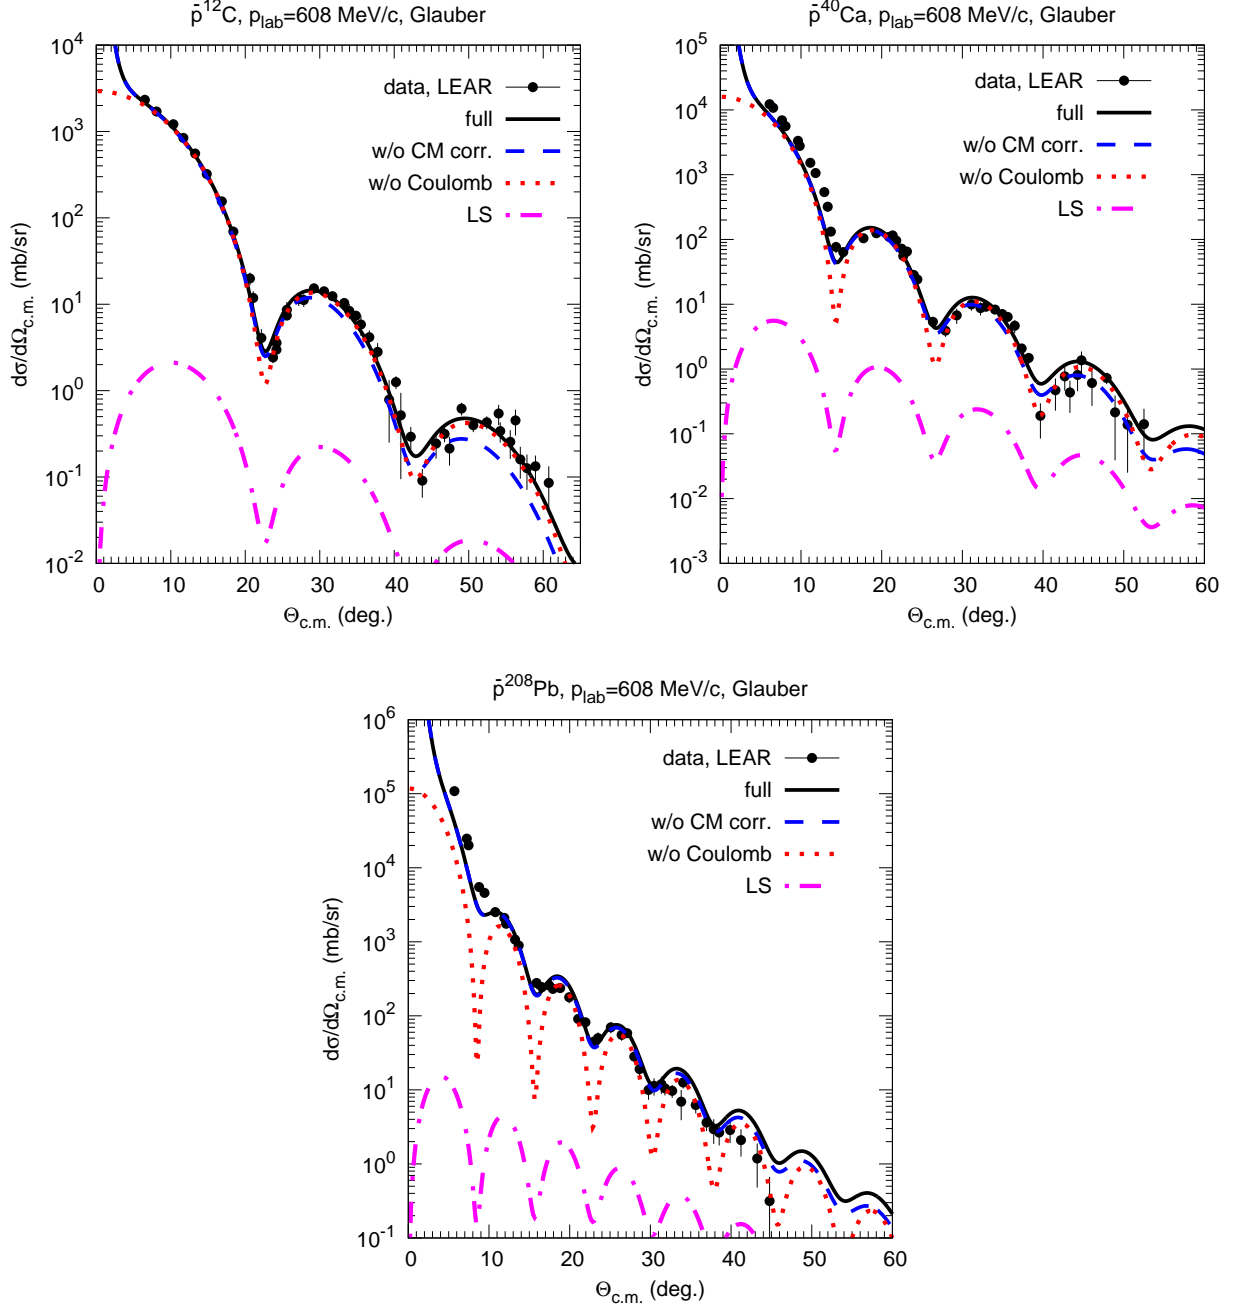 p̄¹²C, p_lab=608 MeV/c, Glauber
10⁴
10³
10²
10¹
10⁰
10⁻¹
10⁻²
dσ/dΩ_c.m. (mb/sr)
data, LEAR
full
w/o CM corr.
w/o Coulomb
LS
0 10 20 30 40 50 60
Θ_c.m. (deg.)
p̄⁴⁰Ca, p_lab=608 MeV/c, Glauber
10⁵
10⁴
10³
10²
10¹
10⁰
10⁻¹
10⁻²
10⁻³
dσ/dΩ_c.m. (mb/sr)
data, LEAR
full
w/o CM corr.
w/o Coulomb
LS
0 10 20 30 40 50 60
Θ_c.m. (deg.)
p̄²⁰⁸Pb, p_lab=608 MeV/c, Glauber
10⁶
10⁵
10⁴
10³
10²
10¹
10⁰
10⁻¹
dσ/dΩ_c.m. (mb/sr)
data, LEAR
full
w/o CM corr.
w/o Coulomb
LS
0 10 20 30 40 50 60
Θ_c.m. (deg.)